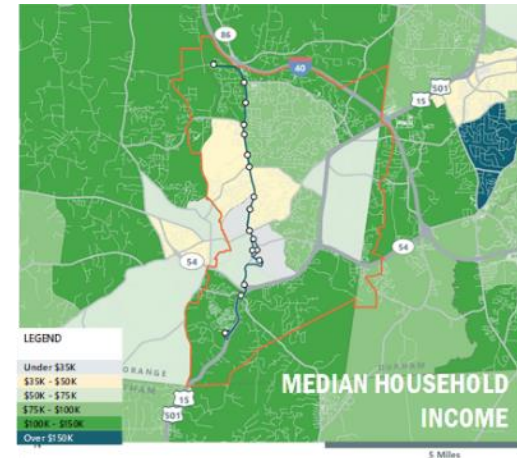 86
40
15
501
54
54
LEGEND
Under $35K
$35K - $50K
$50K - $75K
$75K - $100K
$100K - $150K
Over $150K
ORANGE
DURHAM
15
501
MEDIAN HOUSEHOLD
INCOME
5 Miles